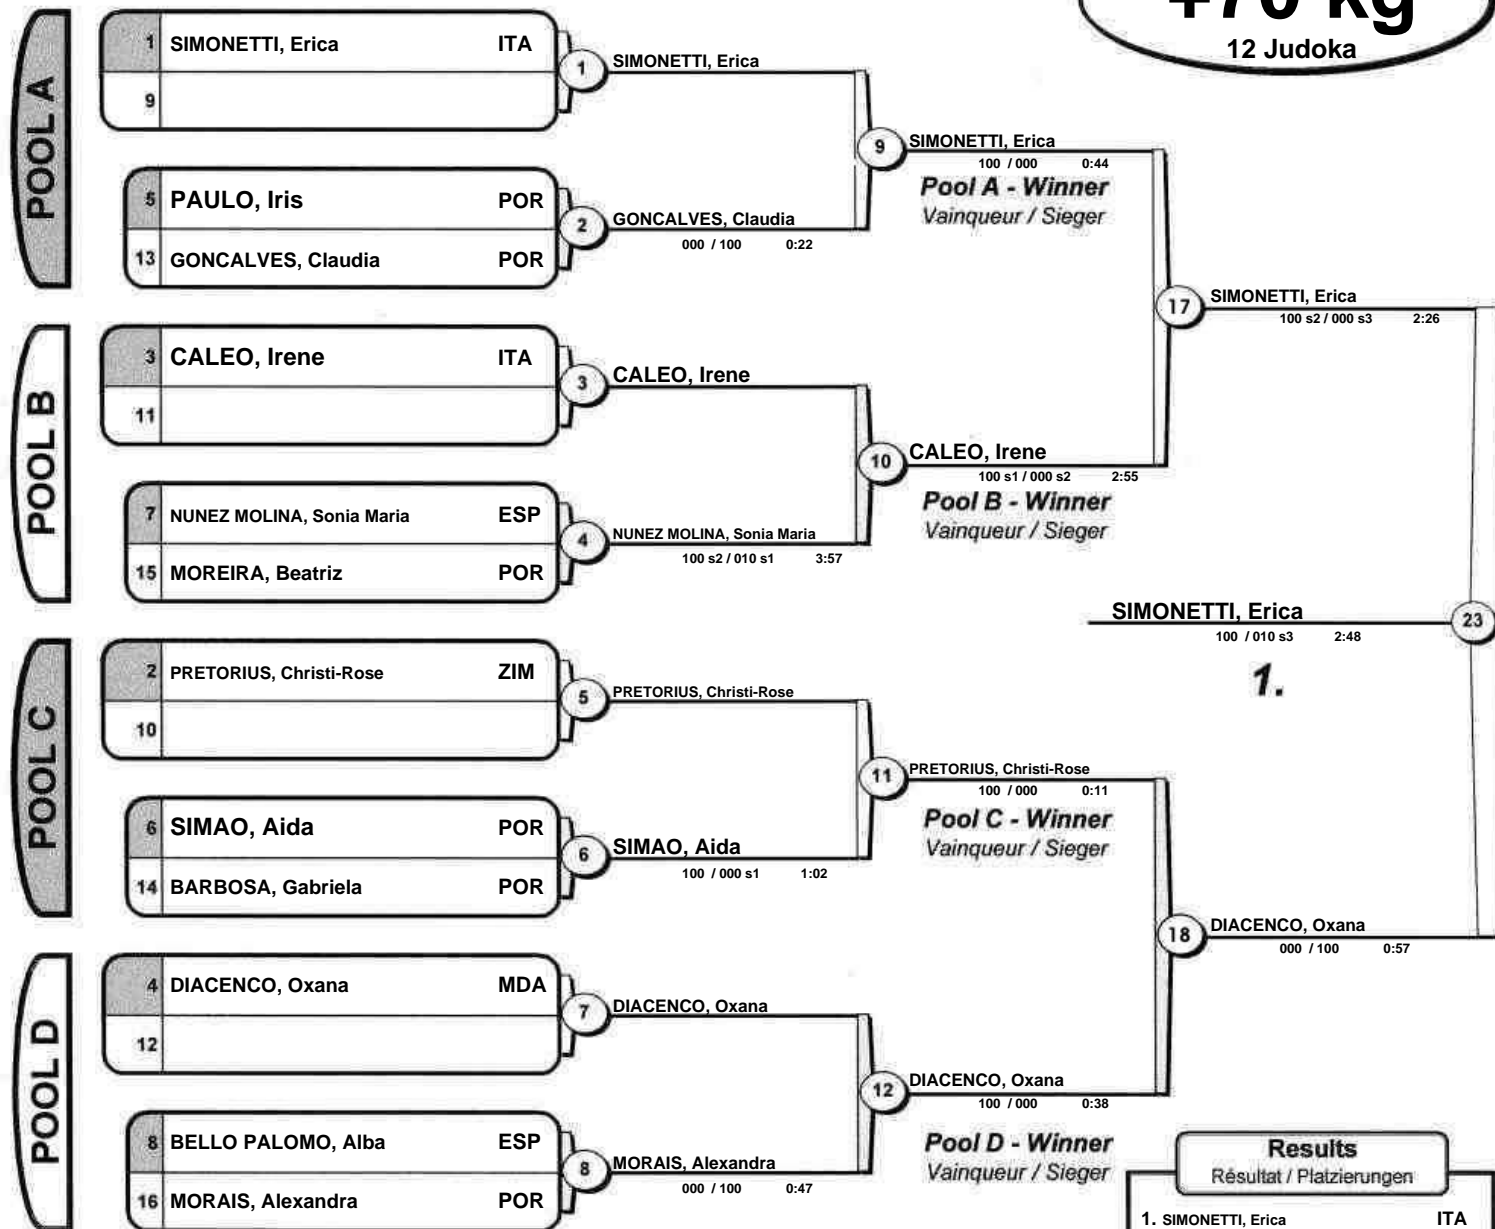 +70 kg
12 Judoka
POOL A
1 SIMONETTI, Erica ITA
9
1 SIMONETTI, Erica
5 PAULO, Iris POR
13 GONCALVES, Claudia POR
2 GONCALVES, Claudia
000 / 100 0:22
9 SIMONETTI, Erica
100 / 000 0:44
Pool A - Winner
Vainqueur / Sieger
POOL B
3 CALEO, Irene ITA
11
3 CALEO, Irene
7 NUNEZ MOLINA, Sonia Maria ESP
15 MOREIRA, Beatriz POR
4 NUNEZ MOLINA, Sonia Maria
100 s2 / 010 s1 3:57
10 CALEO, Irene
100 s1 / 000 s2 2:55
Pool B - Winner
Vainqueur / Sieger
17 SIMONETTI, Erica
100 s2 / 000 s3 2:26
SIMONETTI, Erica 23
100 / 010 s3 2:48
1.
POOL C
2 PRETORIUS, Christi-Rose ZIM
10
5 PRETORIUS, Christi-Rose
6 SIMAO, Aida POR
14 BARBOSA, Gabriela POR
6 SIMAO, Aida
100 / 000 s1 1:02
11 PRETORIUS, Christi-Rose
100 / 000 0:11
Pool C - Winner
Vainqueur / Sieger
18 DIACENCO, Oxana
000 / 100 0:57
POOL D
4 DIACENCO, Oxana MDA
12
7 DIACENCO, Oxana
8 BELLO PALOMO, Alba ESP
16 MORAIS, Alexandra POR
8 MORAIS, Alexandra
000 / 100 0:47
12 DIACENCO, Oxana
100 / 000 0:38
Pool D - Winner
Vainqueur / Sieger
Results
Résultat / Platzierungen
1. SIMONETTI, Erica ITA